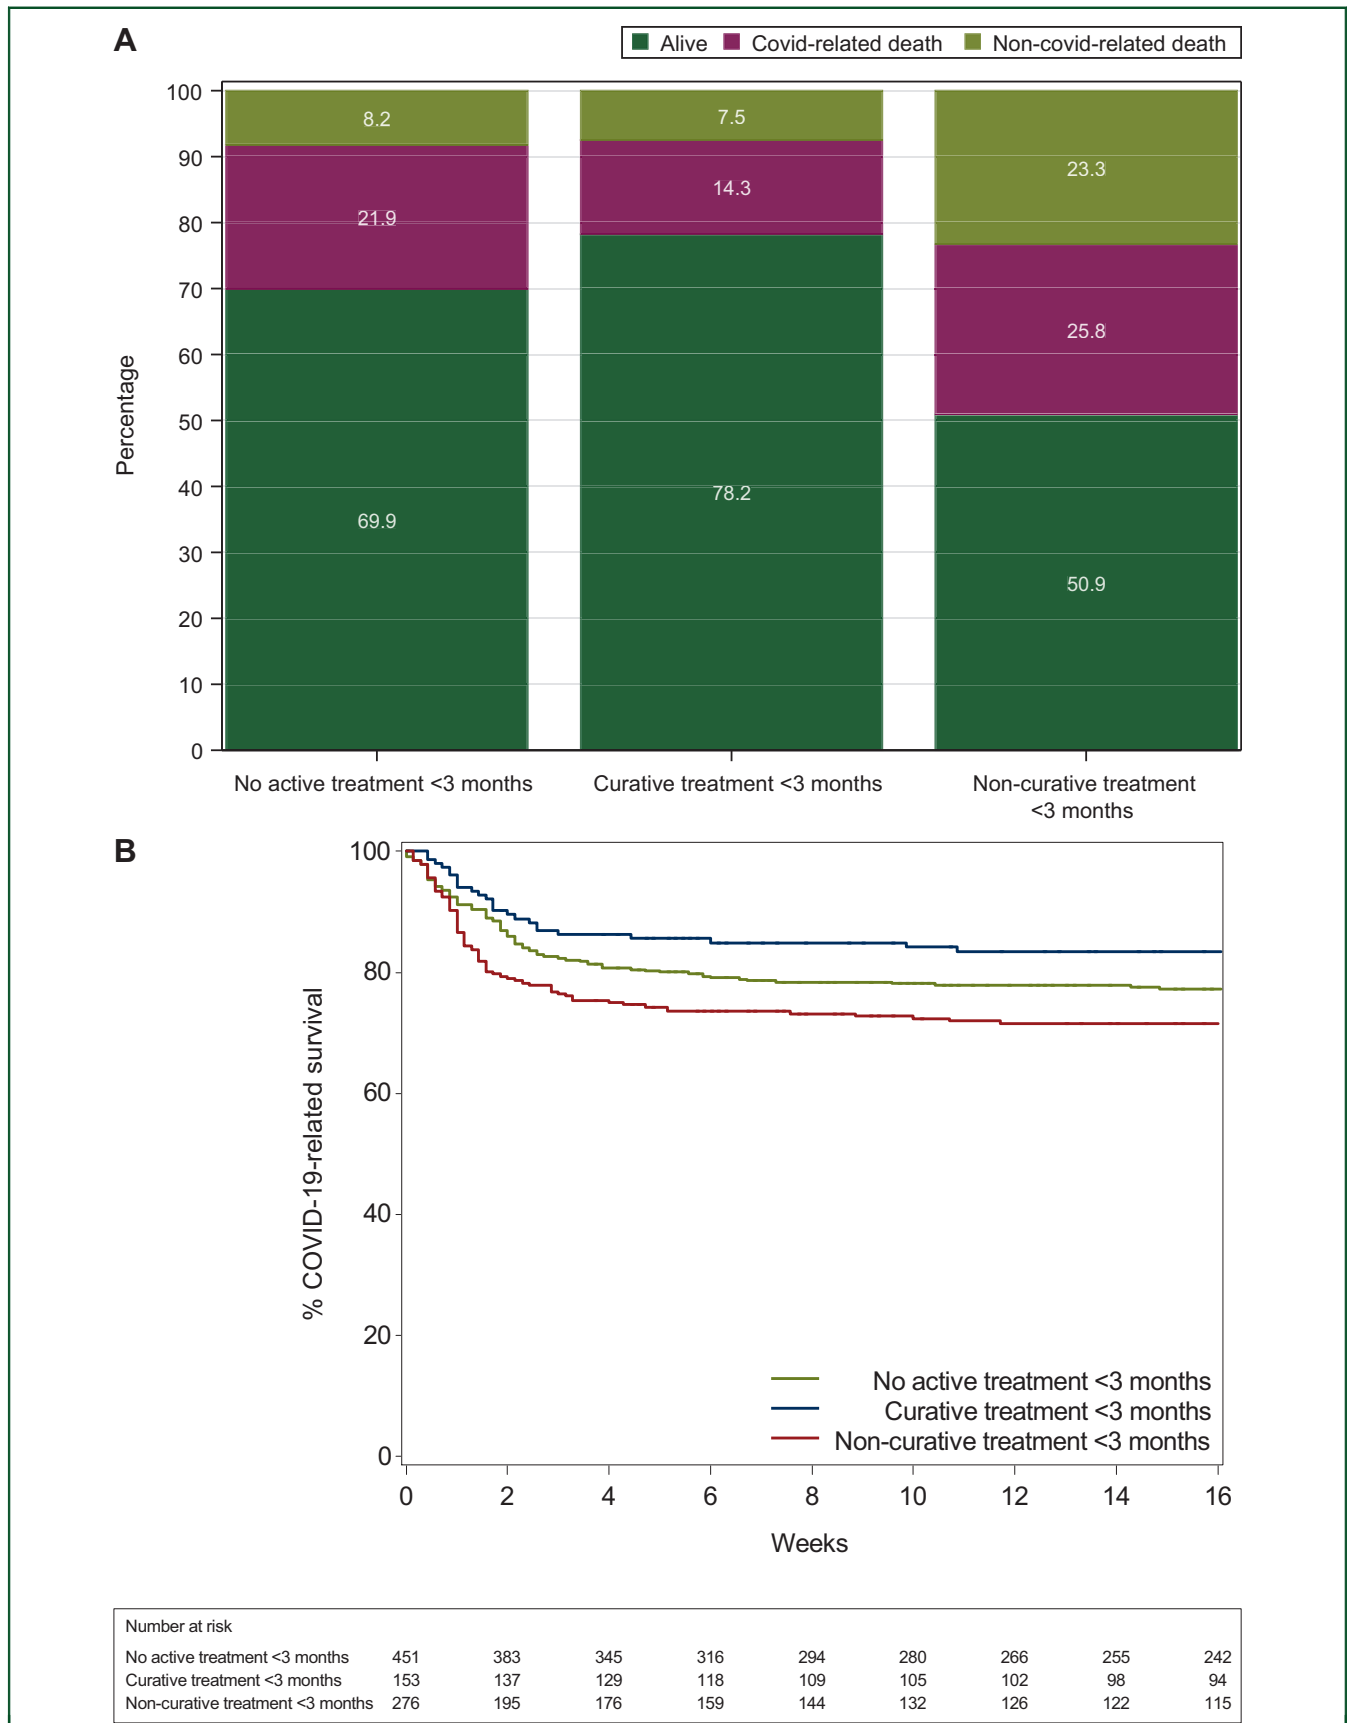 A
Alive Covid-related death Non-covid-related death
100
90
80
70
60
50
40
30
20
10
0
Percentage
8.2
21.9
69.9
7.5
14.3
78.2
23.3
25.8
50.9
No active treatment <3 months
Curative treatment <3 months
Non-curative treatment
<3 months
B
100
80
60
40
20
0
% COVID-19-related survival
No active treatment <3 months
Curative treatment <3 months
Non-curative treatment <3 months
0 2 4 6 8 10 12 14 16
Weeks
Number at risk
No active treatment <3 months 451 383 345 316 294 280 266 255 242
Curative treatment <3 months 153 137 129 118 109 105 102 98 94
Non-curative treatment <3 months 276 195 176 159 144 132 126 122 115